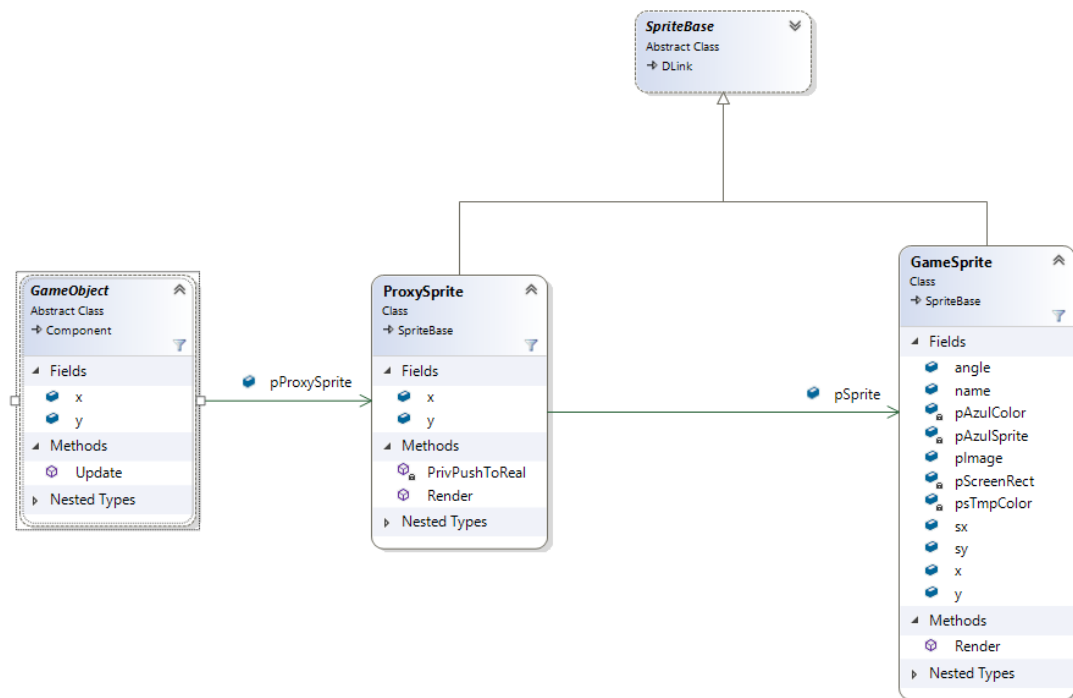 SpriteBase
Abstract Class
DLink
GameObject
Abstract Class
Component
Fields
x
y
Methods
Update
Nested Types
pProxySprite
ProxySprite
Class
SpriteBase
Fields
x
y
Methods
PrivPushToReal
Render
Nested Types
pSprite
GameSprite
Class
SpriteBase
Fields
angle
name
pAzulColor
pAzulSprite
pImage
pScreenRect
psTmpColor
sx
sy
x
y
Methods
Render
Nested Types